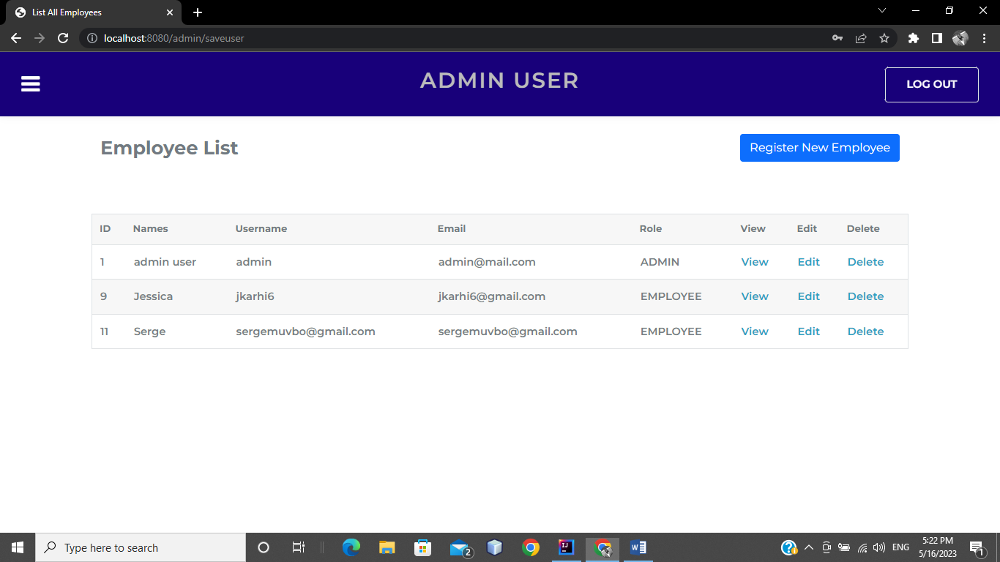 List All Employees
localhost:8080/admin/saveuser
ADMIN USER
LOG OUT
Employee List
Register New Employee
ID Names Username Email Role View Edit Delete
1 admin user admin admin@mail.com ADMIN View Edit Delete
9 Jessica jkarhi6 jkarhi6@gmail.com EMPLOYEE View Edit Delete
11 Serge sergemuvbo@gmail.com sergemuvbo@gmail.com EMPLOYEE View Edit Delete
Type here to search
2
IJ
W
ENG
5:22 PM
5/16/2023
1